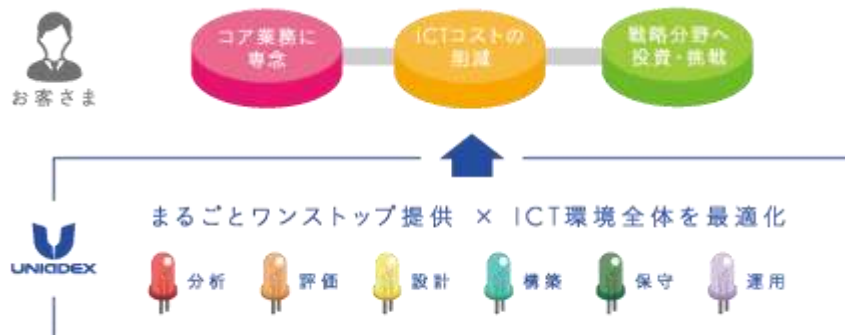 コア業務に
専念
ICTコストの
削減
戦略分野へ
投資・挑戦
お客さま
まるごとワンストップ提供 × ICT環境全体を最適化
UNIADEX
分析
評価
設計
構築
保守
運用